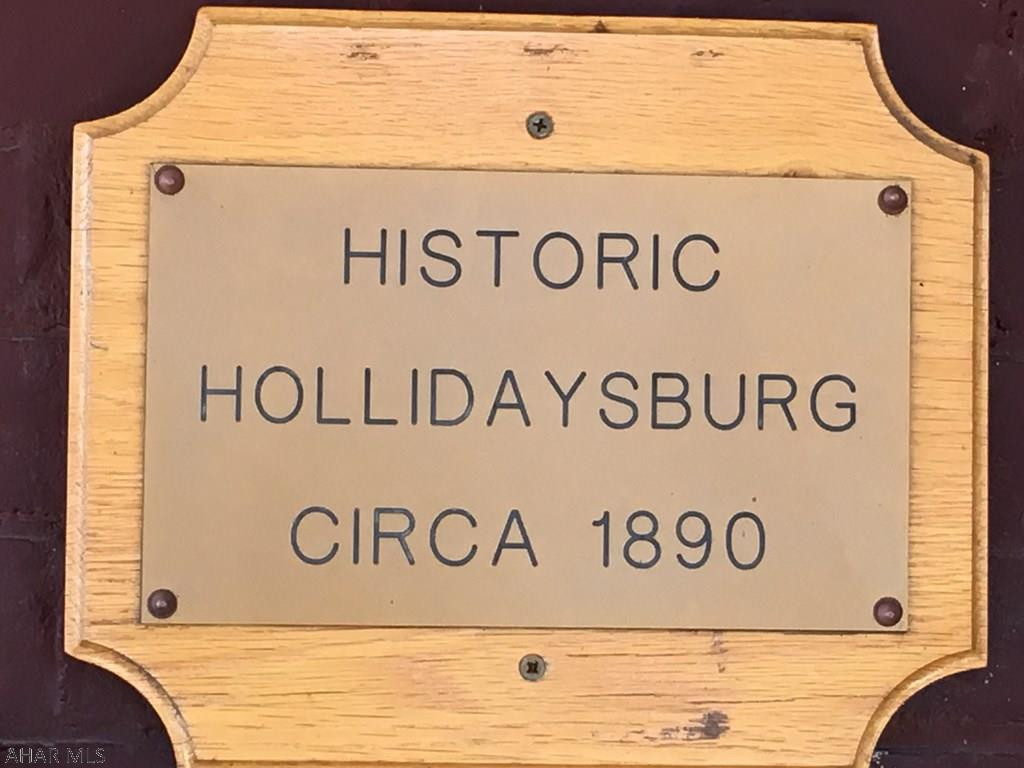 HISTORIC
HOLLIDAYSBURG
CIRCA 1890
AHAR MLS